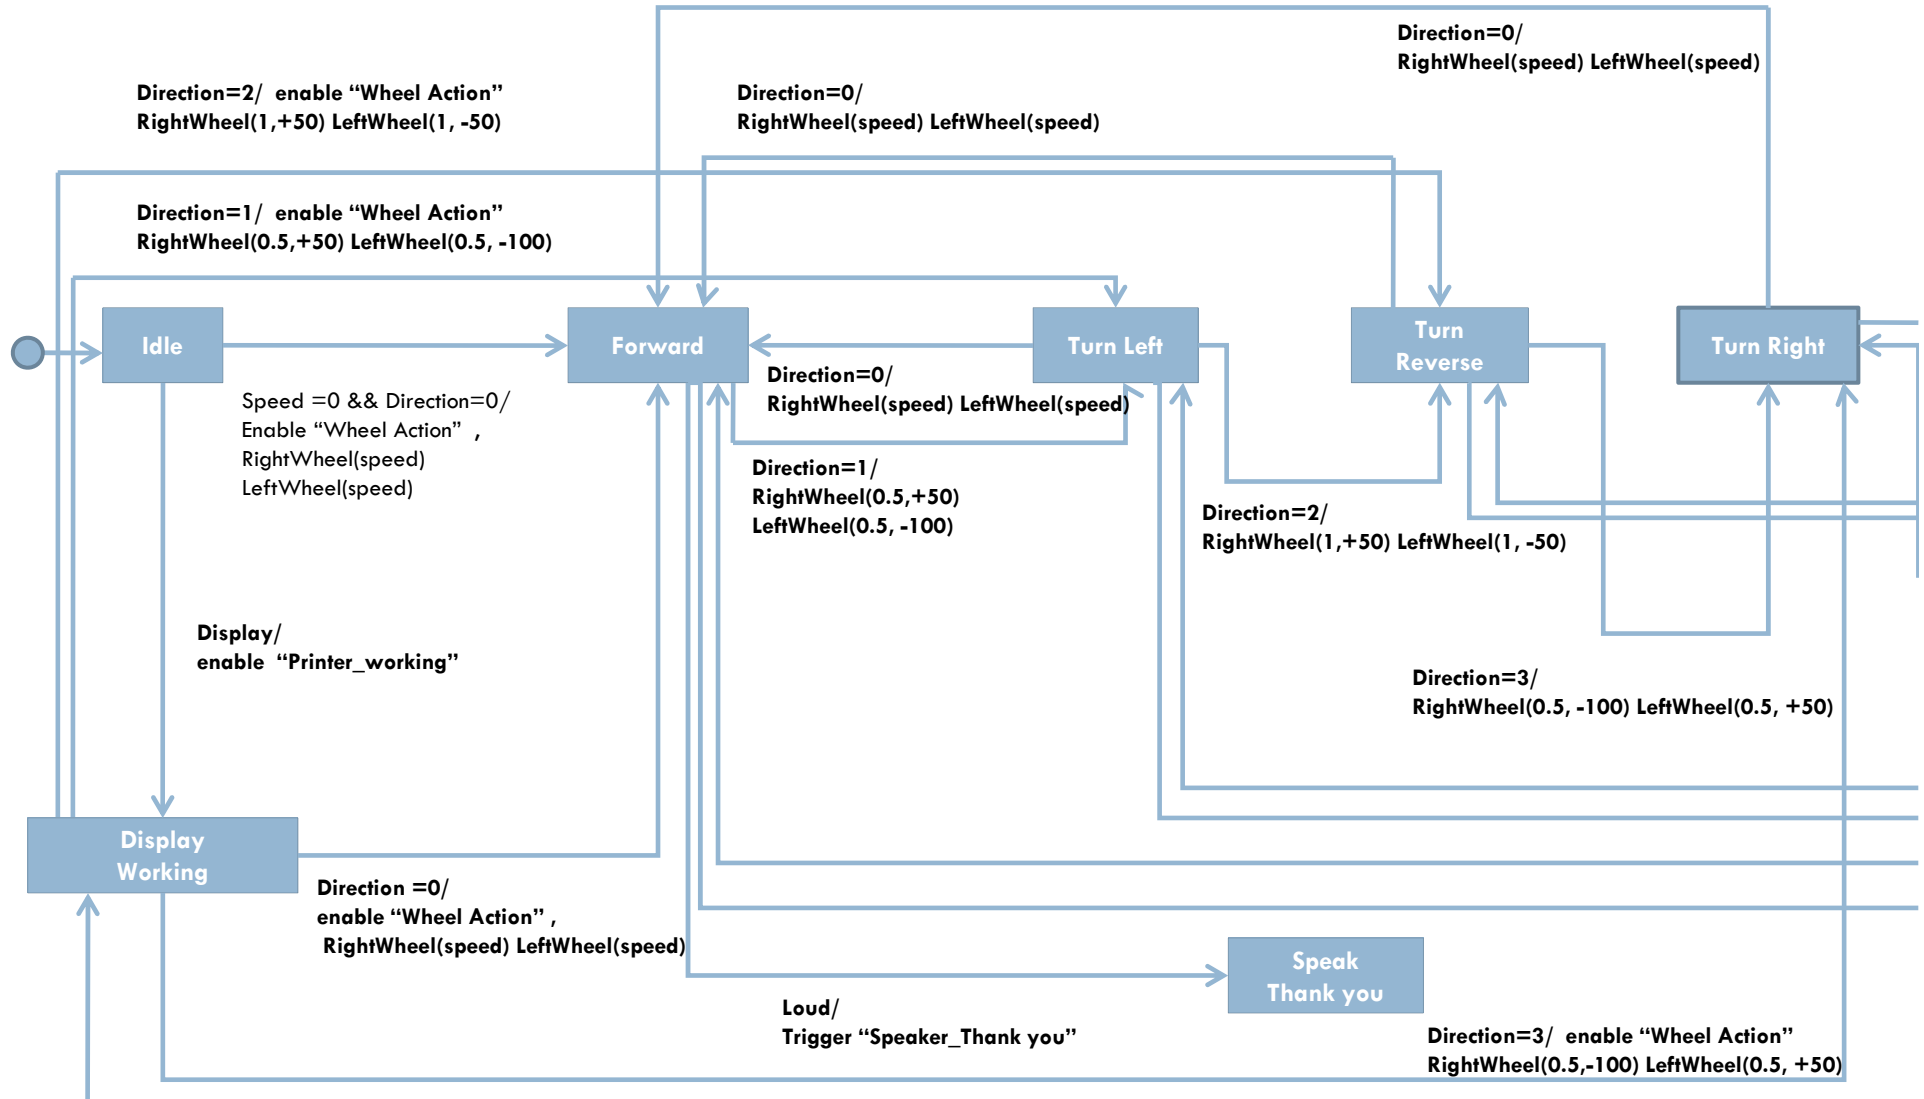 Direction=0/
RightWheel(speed) LeftWheel(speed)
Direction=2/ enable “Wheel Action”
RightWheel(1,+50) LeftWheel(1, -50)
Direction=0/
RightWheel(speed) LeftWheel(speed)
Direction=1/ enable “Wheel Action”
RightWheel(0.5,+50) LeftWheel(0.5, -100)
Idle
Forward
Turn Left
Turn
Reverse
Turn Right
Speed =0 && Direction=0/
Enable “Wheel Action” ,
RightWheel(speed)
LeftWheel(speed)
Direction=0/
RightWheel(speed) LeftWheel(speed)
Direction=1/
RightWheel(0.5,+50)
LeftWheel(0.5, -100)
Direction=2/
RightWheel(1,+50) LeftWheel(1, -50)
Display/
enable “Printer_working”
Direction=3/
RightWheel(0.5, -100) LeftWheel(0.5, +50)
Display
Working
Direction =0/
enable “Wheel Action” ,
RightWheel(speed) LeftWheel(speed)
Speak
Thank you
Loud/
Trigger “Speaker_Thank you”
Direction=3/ enable “Wheel Action”
RightWheel(0.5,-100) LeftWheel(0.5, +50)